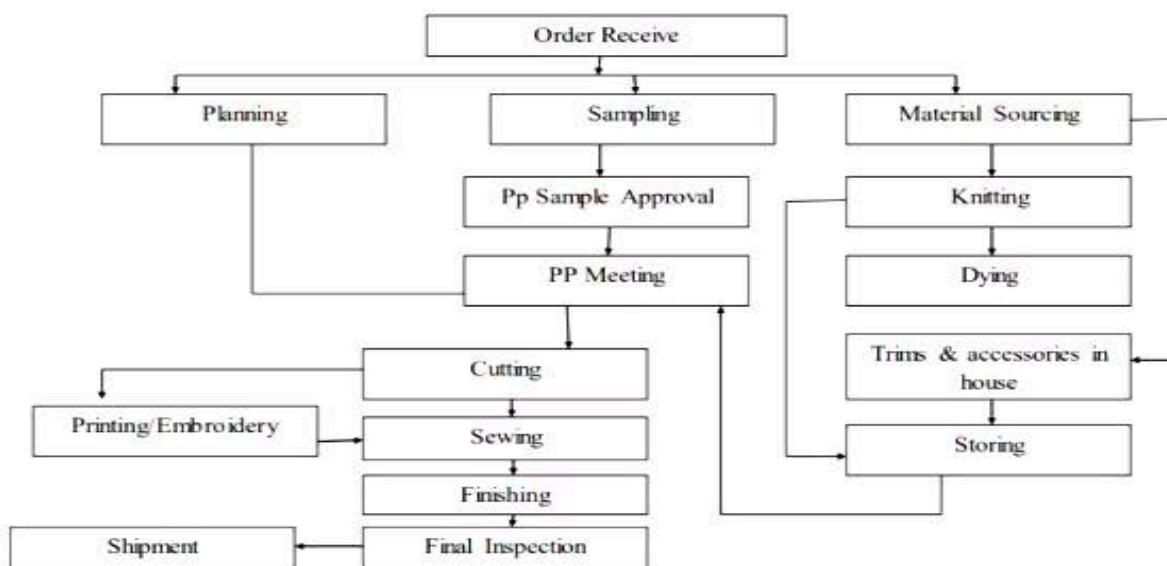 Order Receive
Planning
Sampling
Material Sourcing
Pp Sample Approval
Knitting
PP Meeting
Dying
Cutting
Trims & accessories in
house
Printing/Embroidery
Sewing
Storing
Finishing
Shipment
Final Inspection